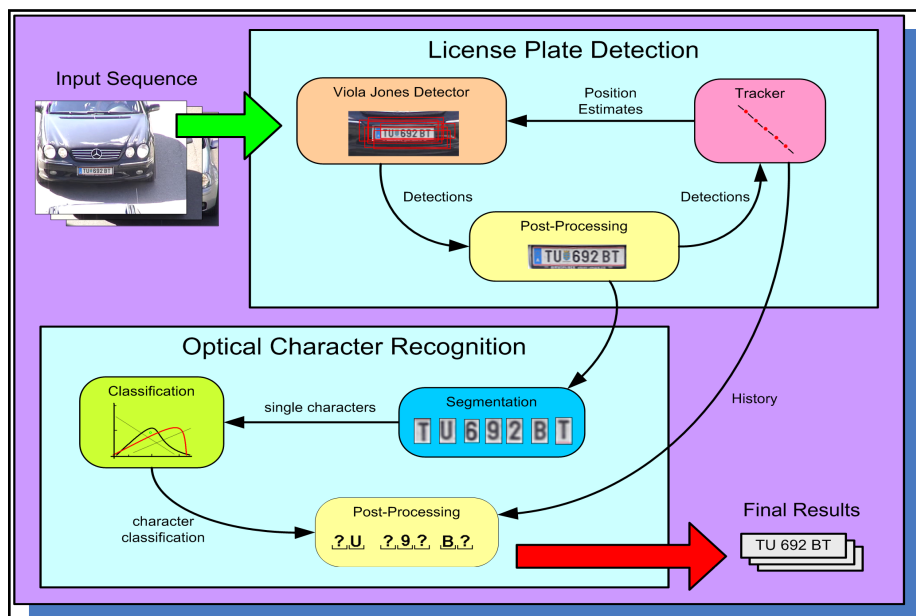 License Plate Detection
Input Sequence
Viola Jones Detector
TU 692 BT
Position
Estimates
Tracker
TU 692 BT
Detections
Detections
Post-Processing
TU 692 BT
Optical Character Recognition
Classification
single characters
Segmentation
T U 6 9 2 B T
History
character
classification
Post-Processing
? U ? 9 ? B ?
Final Results
TU 692 BT